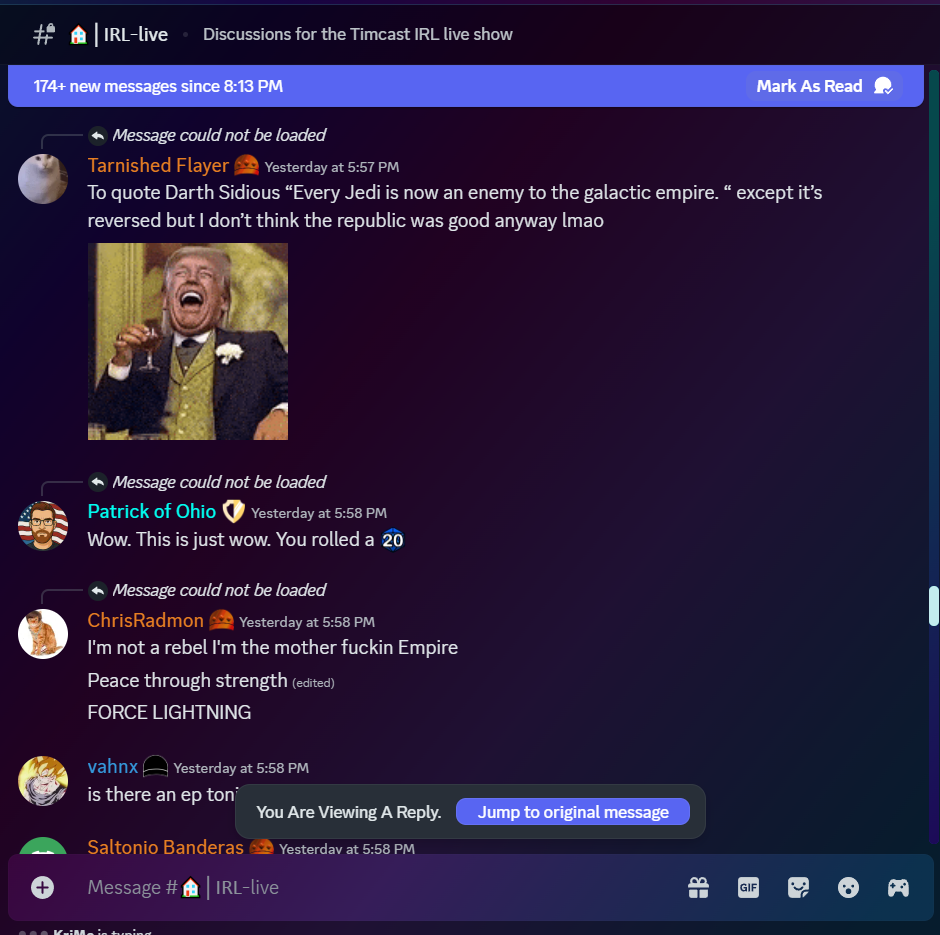 IRL-live
Discussions for the Timcast IRL live show
174+ new messages since 8:13 PM
Mark As Read
Message could not be loaded
Tarnished Flayer Yesterday at 5:57 PM
To quote Darth Sidious “Every Jedi is now an enemy to the galactic empire. “ except it’s
reversed but I don’t think the republic was good anyway lmao
Message could not be loaded
Patrick of Ohio Yesterday at 5:58 PM
Wow. This is just wow. You rolled a 20
Message could not be loaded
ChrisRadmon Yesterday at 5:58 PM
I'm not a rebel I'm the mother fuckin Empire
Peace through strength (edited)
FORCE LIGHTNING
vahnx Yesterday at 5:58 PM
is there an ep toni
You Are Viewing A Reply.
Jump to original message
Saltonio Banderas Yesterday at 5:58 PM
Message # | IRL-live
GIF
KriMe is typing